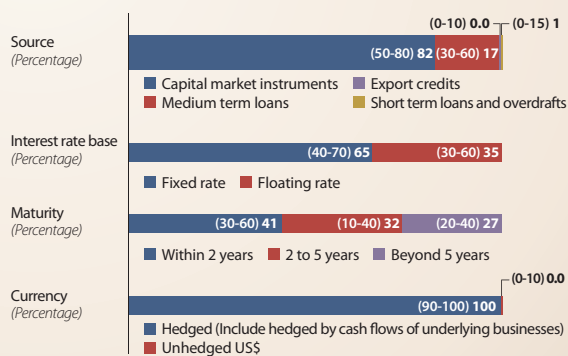 (0-10) 0.0 (0-15) 1
Source
(Percentage)
(50-80) 82 (30-60) 17
Capital market instruments Export credits
Medium term loans Short term loans and overdrafts
Interest rate base
(Percentage)
(40-70) 65 (30-60) 35
Fixed rate Floating rate
Maturity
(Percentage)
(30-60) 41 (10-40) 32 (20-40) 27
Within 2 years 2 to 5 years Beyond 5 years
(0-10) 0.0
Currency
(Percentage)
(90-100) 100
Hedged (Include hedged by cash flows of underlying businesses)
Unhedged US$